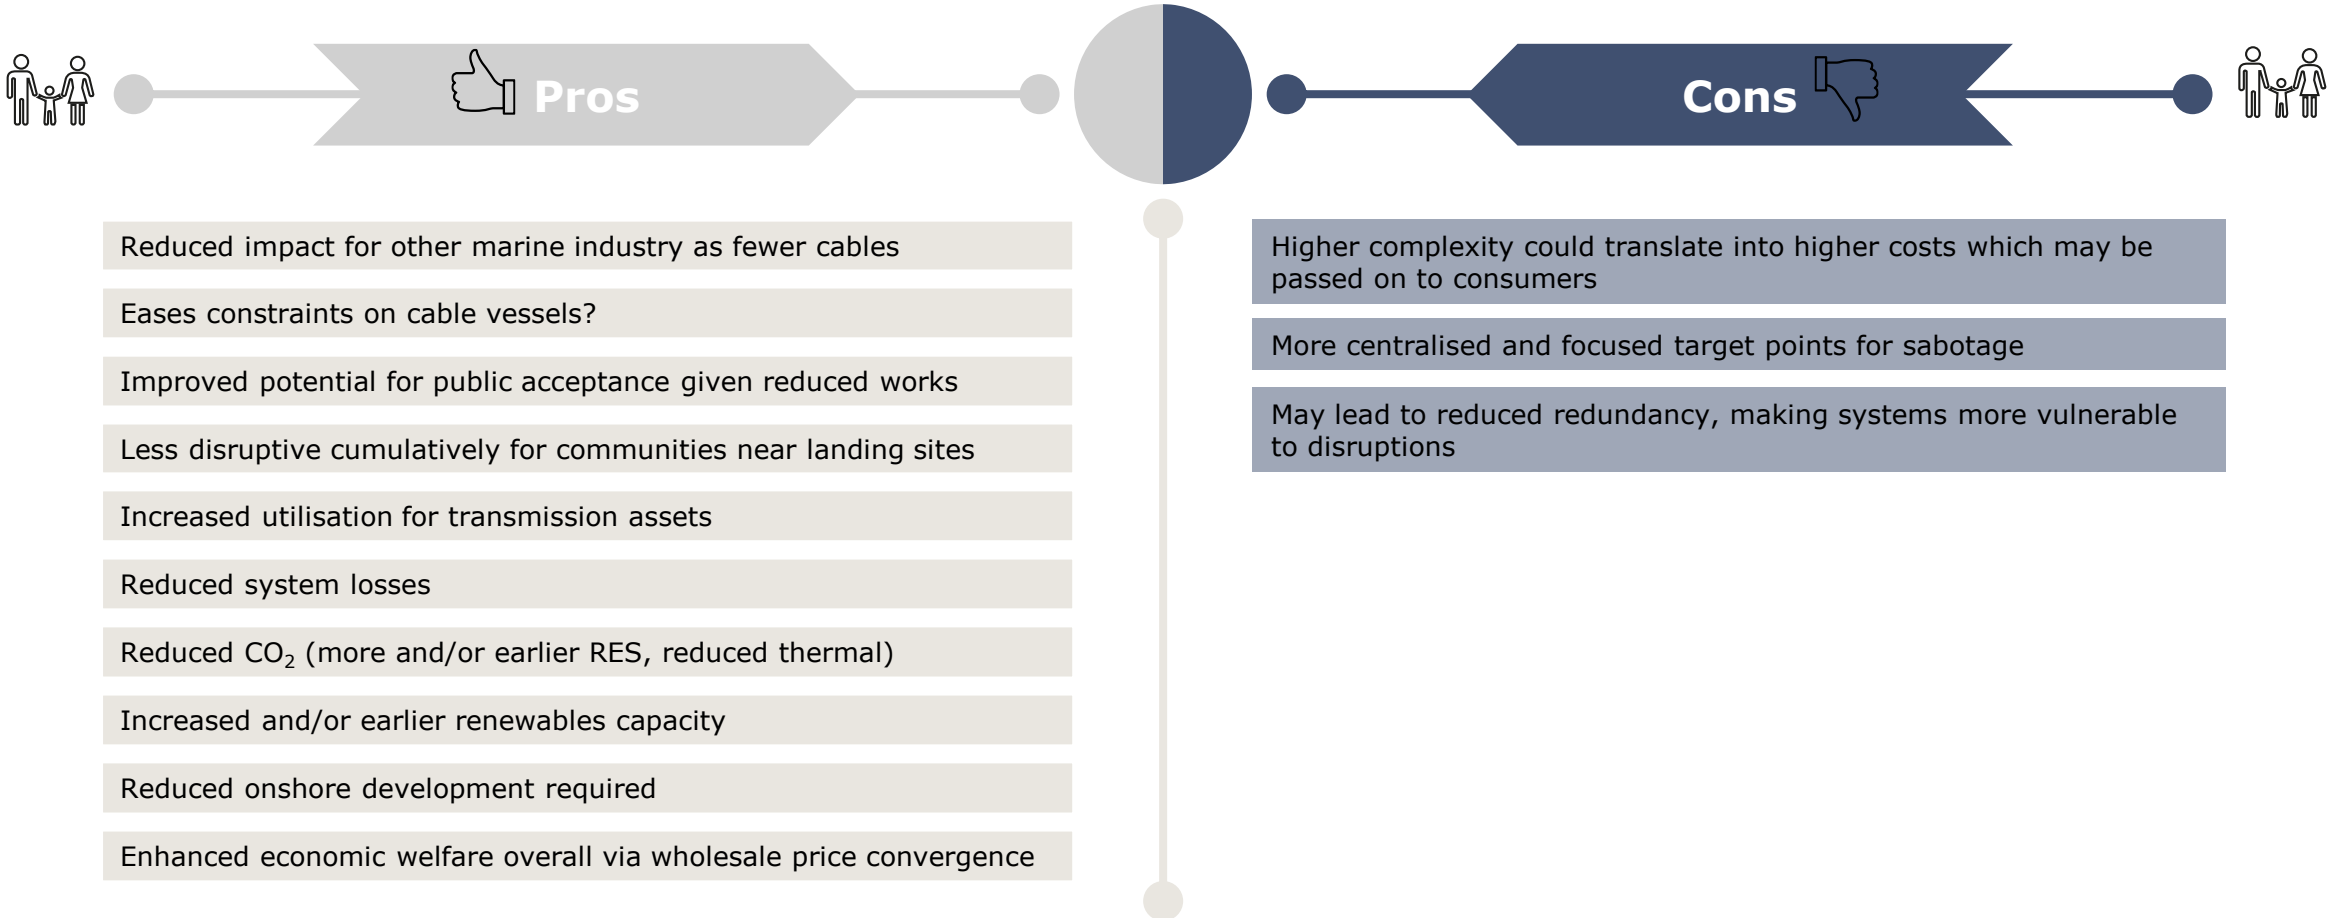 Pros
Cons
Reduced impact for other marine industry as fewer cables
Eases constraints on cable vessels?
Improved potential for public acceptance given reduced works
Less disruptive cumulatively for communities near landing sites
Increased utilisation for transmission assets
Reduced system losses
Reduced CO₂ (more and/or earlier RES, reduced thermal)
Increased and/or earlier renewables capacity
Reduced onshore development required
Enhanced economic welfare overall via wholesale price convergence
Higher complexity could translate into higher costs which may be
passed on to consumers
More centralised and focused target points for sabotage
May lead to reduced redundancy, making systems more vulnerable
to disruptions